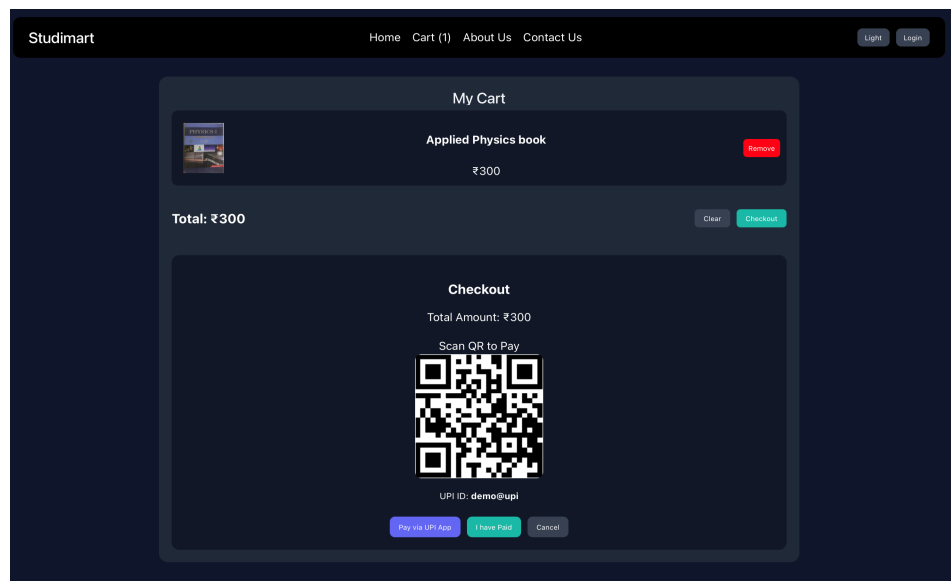 Studimart
Home Cart (1) About Us Contact Us
Light Login
My Cart
PHYSICS I
Applied Physics book
₹300
Remove
Total: ₹300
Clear Checkout
Checkout
Total Amount: ₹300
Scan QR to Pay
UPI ID: demo@upi
Pay via UPI App I have Paid Cancel